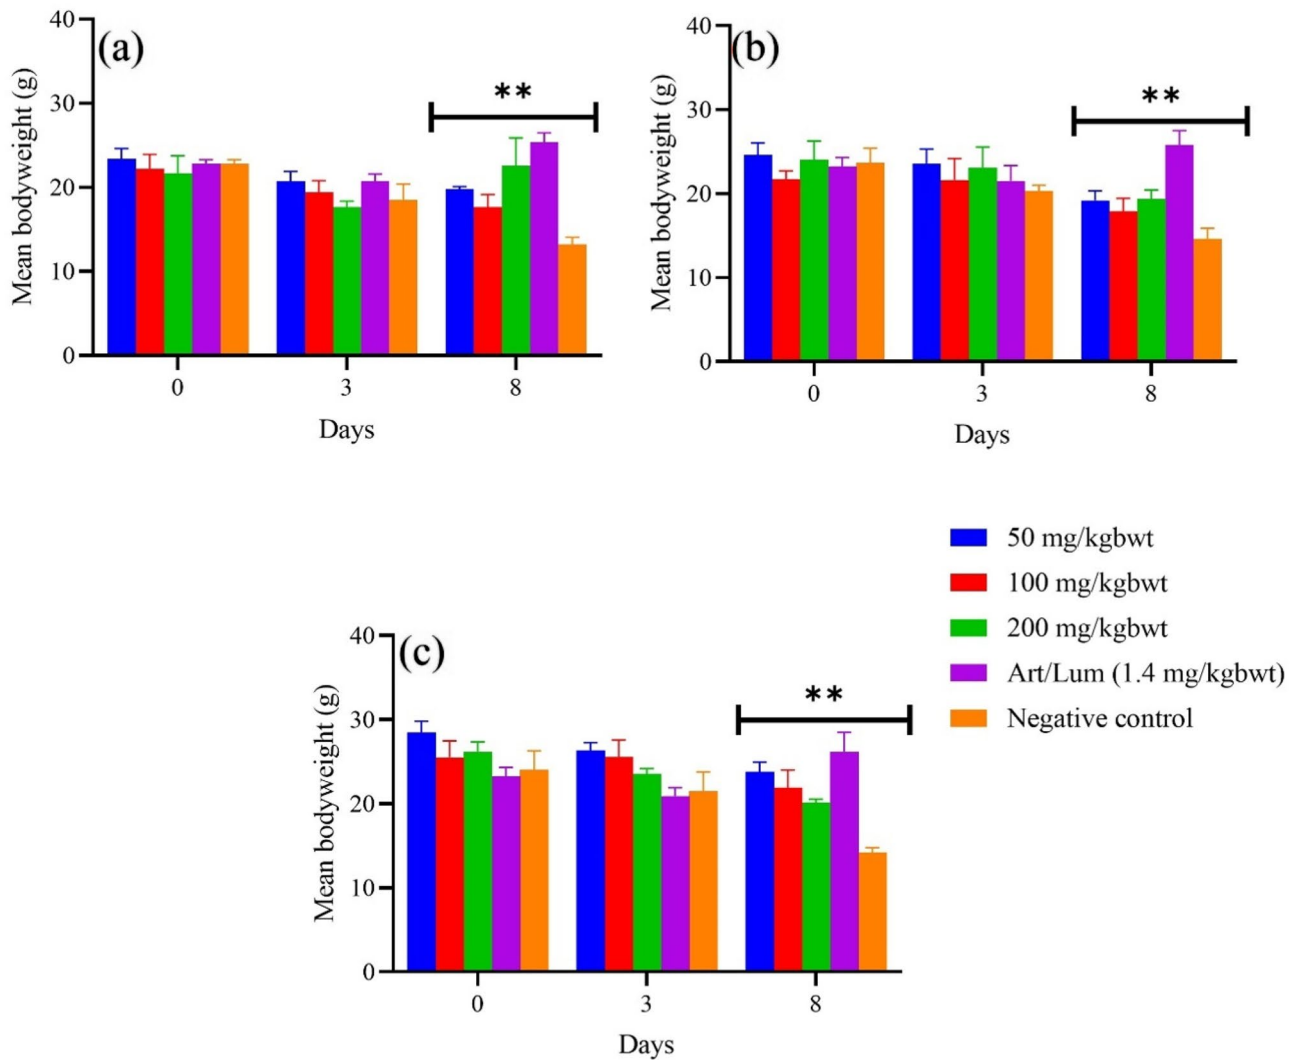 (a)
Mean bodyweight (g)
40
30
20
10
0
**
0 3 8
Days
(b)
Mean bodyweight (g)
40
30
20
10
0
**
0 3 8
Days
(c)
Mean bodyweight (g)
40
30
20
10
0
**
0 3 8
Days
50 mg/kgbwt
100 mg/kgbwt
200 mg/kgbwt
Art/Lum (1.4 mg/kgbwt)
Negative control